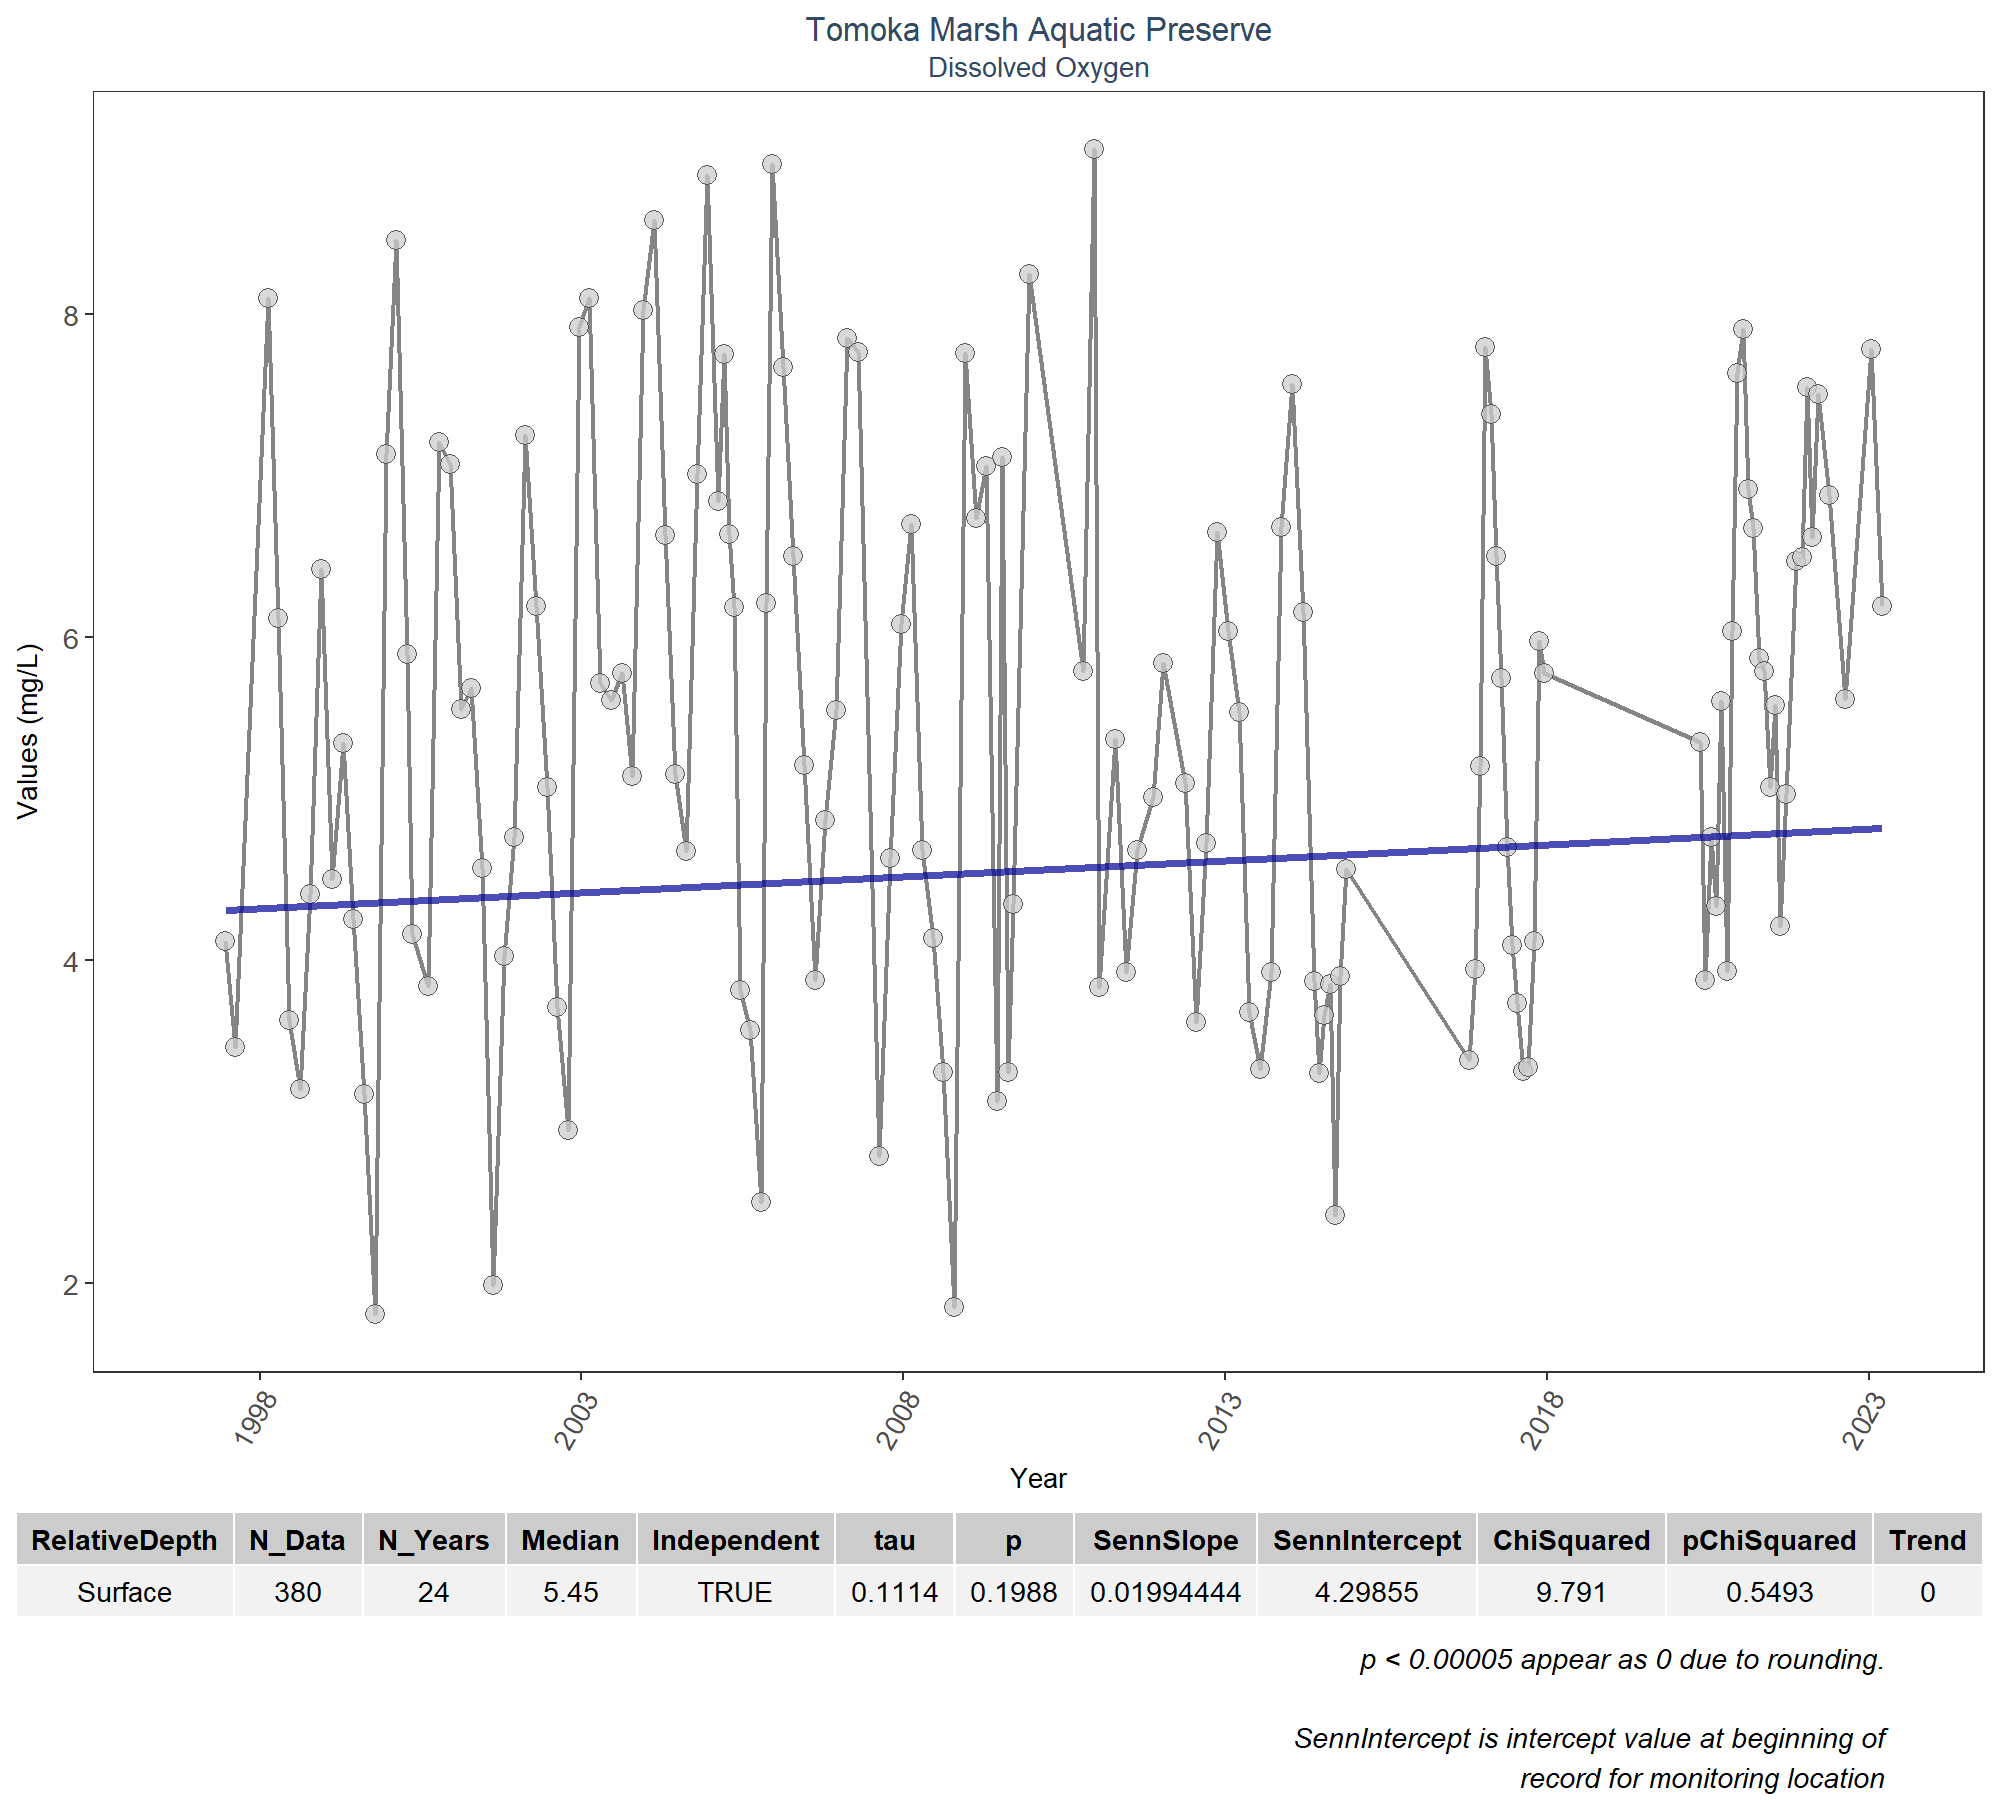 Tomoka Marsh Aquatic Preserve
Dissolved Oxygen
Values (mg/L)
8
6
4
2
1998
2003
2008
2013
2018
2023
Year
RelativeDepth N_Data N_Years Median Independent tau p SennSlope SennIntercept ChiSquared pChiSquared Trend
Surface 380 24 5.45 TRUE 0.1114 0.1988 0.01994444 4.29855 9.791 0.5493 0
p < 0.00005 appear as 0 due to rounding.
SennIntercept is intercept value at beginning of
record for monitoring location